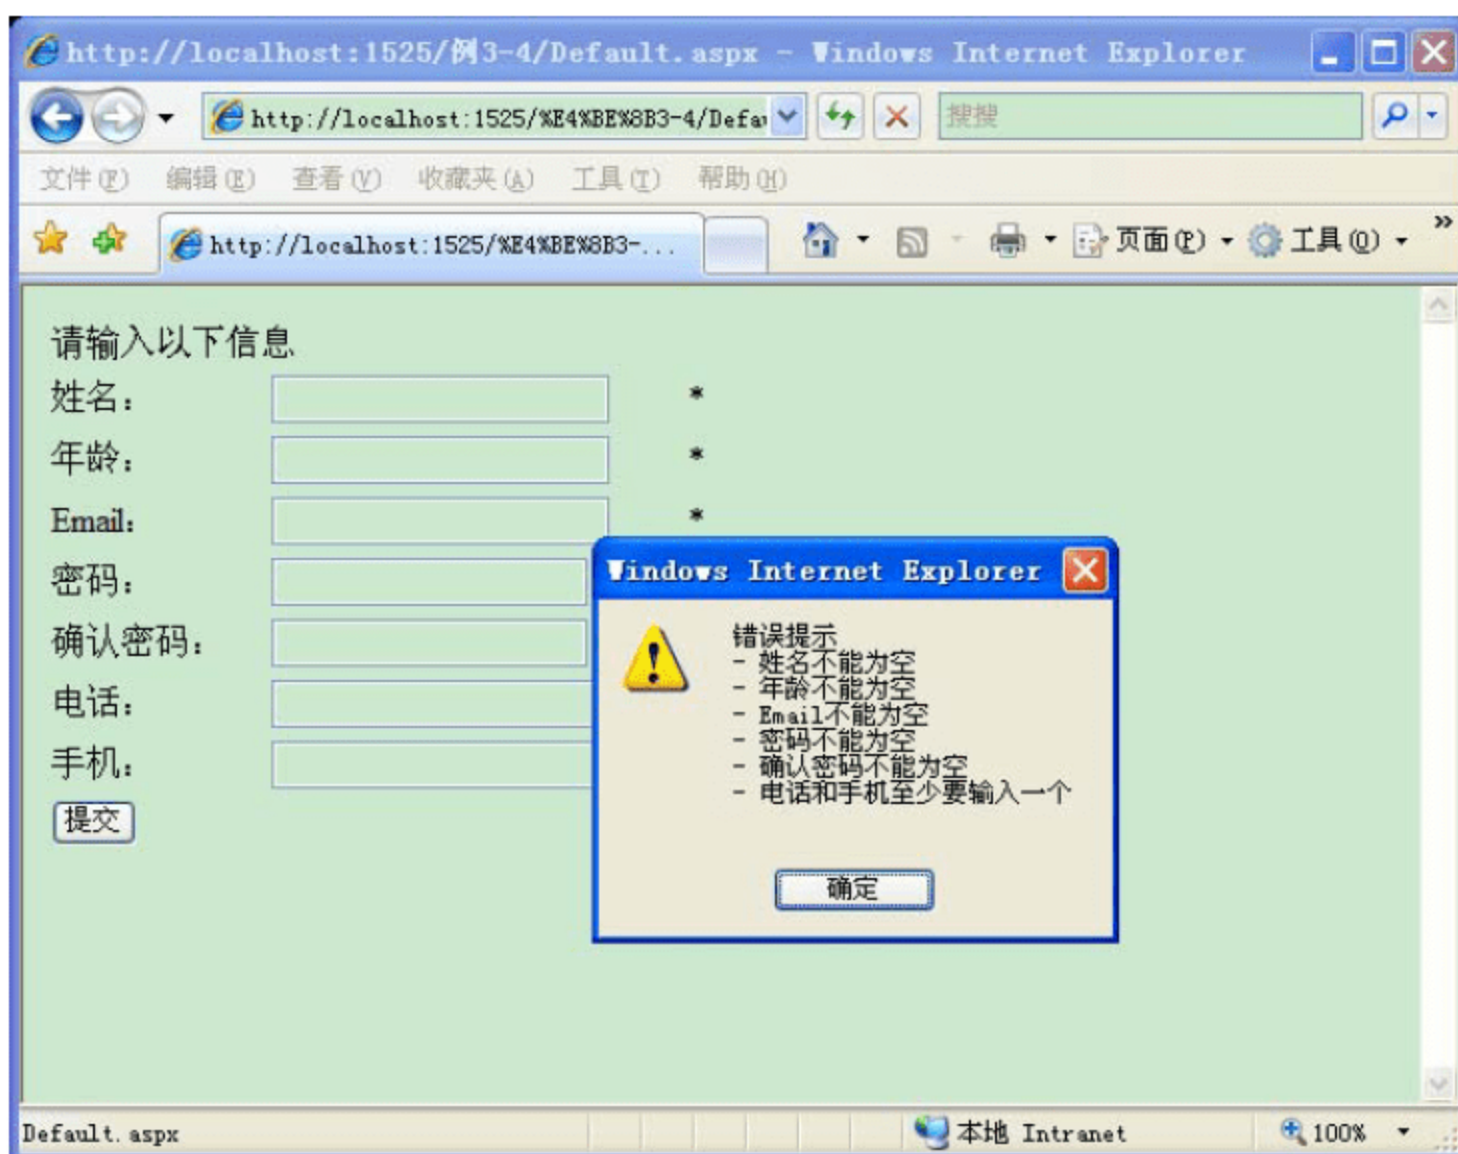 http://localhost:1525/例3-4/Default.aspx - Windows Internet Explorer
http://localhost:1525/%E4%BE%8B3-4/Defau
搜搜
文件(F) 编辑(E) 查看(V) 收藏夹(A) 工具(T) 帮助(H)
http://localhost:1525/%E4%BE%8B3-... 页面(P) 工具(O) »
请输入以下信息
姓名: *
年龄: *
Email: *
密码:
确认密码:
电话:
手机:
提交
Windows Internet Explorer
错误提示
- 姓名不能为空
- 年龄不能为空
- Email不能为空
- 密码不能为空
- 确认密码不能为空
- 电话和手机至少要输入一个
确定
Default.aspx 本地 Intranet 100%